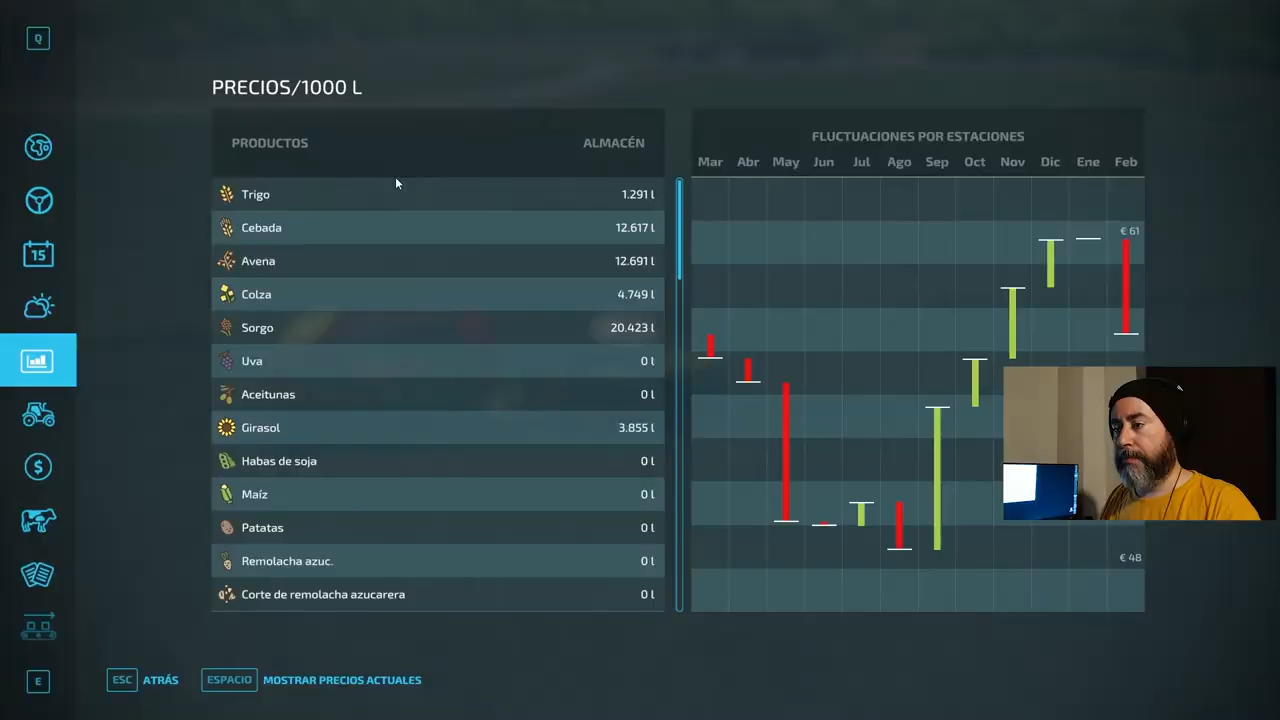 Q
PRECIOS/1000 L
PRODUCTOS ALMACÉN
Trigo 1.291 l
Cebada 12.617 l
Avena 12.691 l
Colza 4.749 l
Sorgo 20.423 l
Uva 0 l
Aceitunas 0 l
Girasol 3.855 l
Habas de soja 0 l
Maíz 0 l
Patatas 0 l
Remolacha azuc. 0 l
Corte de remolacha azucarera 0 l
FLUCTUACIONES POR ESTACIONES
Mar Abr May Jun Jul Ago Sep Oct Nov Dic Ene Feb
€ 61
€ 48
15
$
E
ESC ATRÁS ESPACIO MOSTRAR PRECIOS ACTUALES